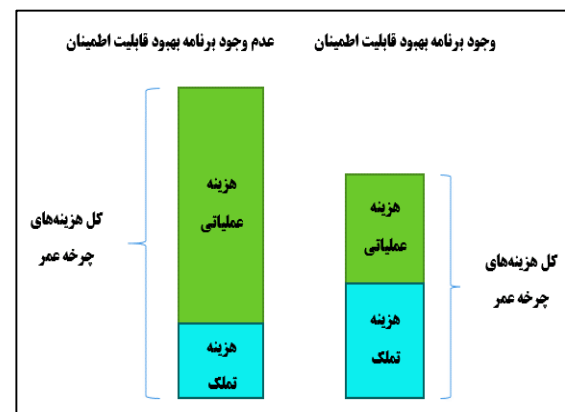 وجود برنامه بهبود قابلیت اطمینان
عدم وجود برنامه بهبود قابلیت اطمینان
هزینه
عملیاتی
هزینه
تملک
کل هزینه‌های
چرخه عمر
هزینه
عملیاتی
هزینه
تملک
کل هزینه‌های
چرخه عمر